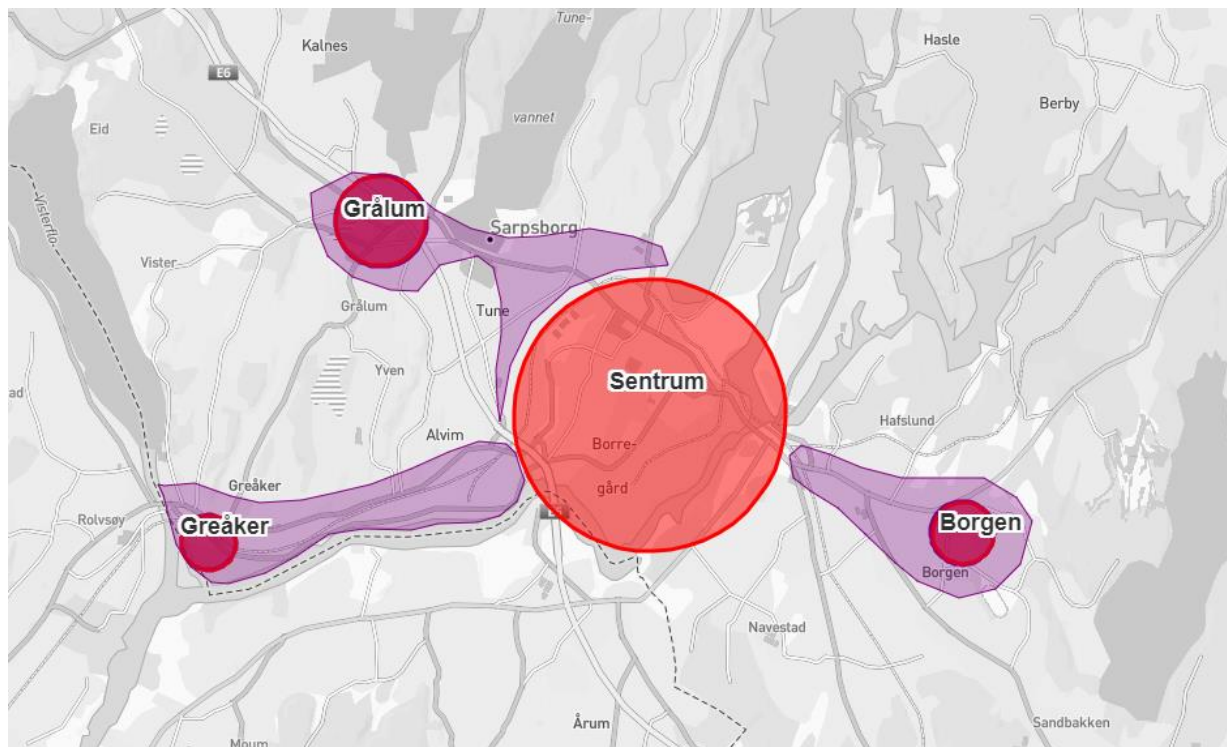 Tune-
Kalnes
Hasle
E6
Berby
vannet
Eid
Visterflo
Grålum
Sarpsborg
Vister
Grålum
Tune
Yven
Sentrum
ad
Hafslund
Alvim
Borre-
gård
Greåker
Rolvsøy
Greåker
Borgen
Borgen
Navestad
Årum
Sandbakken
Moum